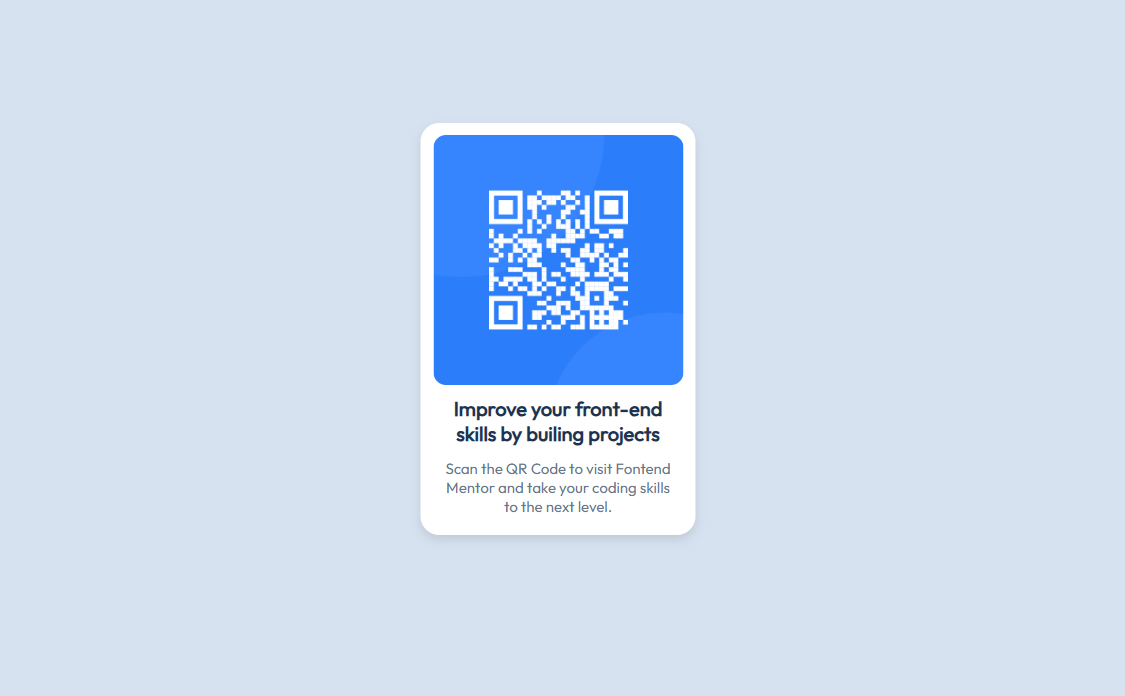 Improve your front-end
skills by builing projects
Scan the QR Code to visit Fontend
Mentor and take your coding skills
to the next level.